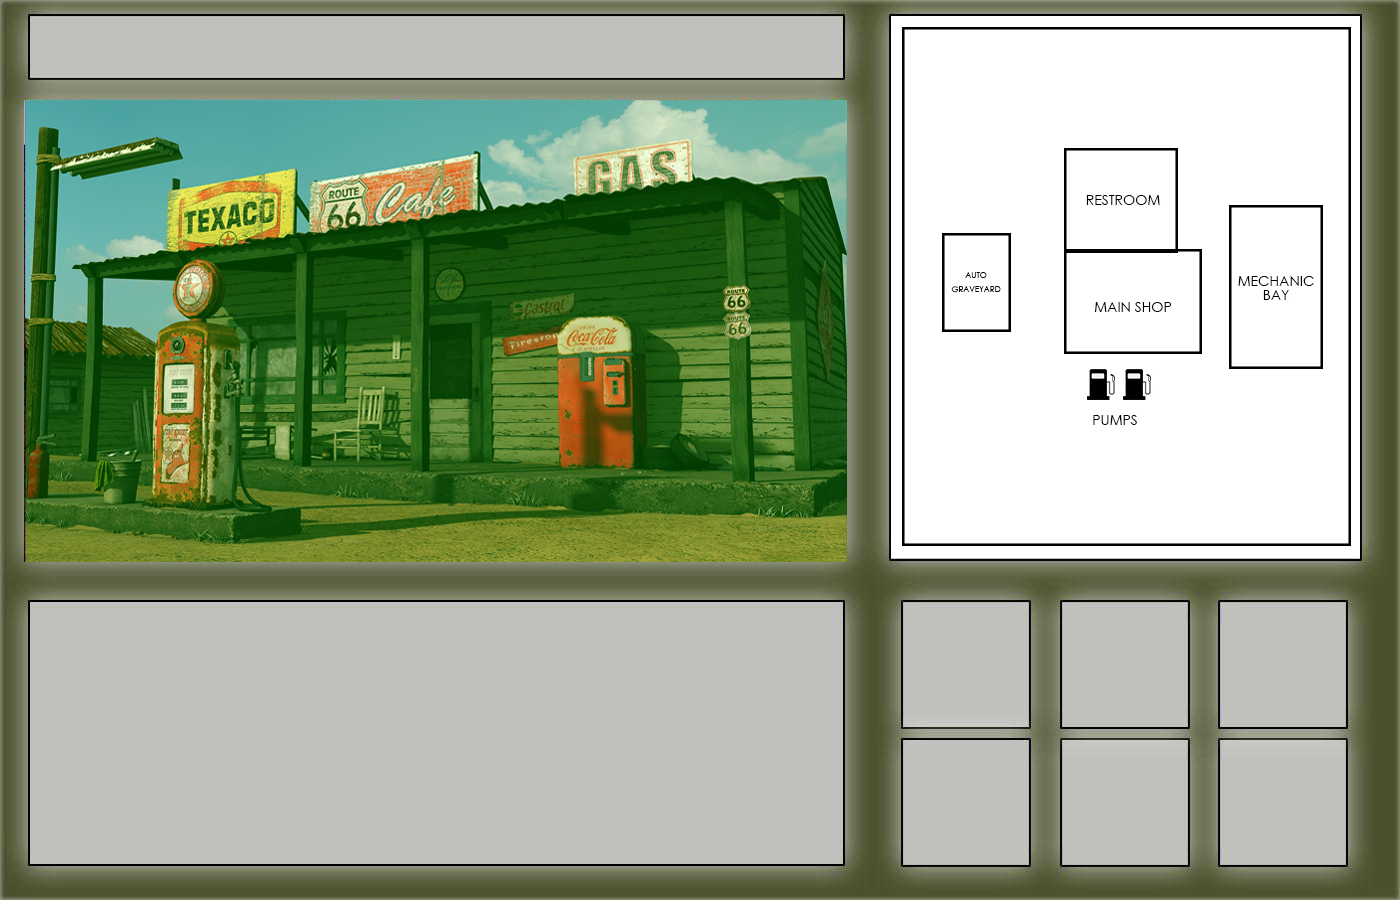 TEXACO
ROUTE
66
Cafe
GAS
ROUTE
66
ROUTE
66
Castrol
Firestone
DRINK
Coca-Cola
RESTROOM
AUTO
GRAVEYARD
MAIN SHOP
MECHANIC
BAY
PUMPS